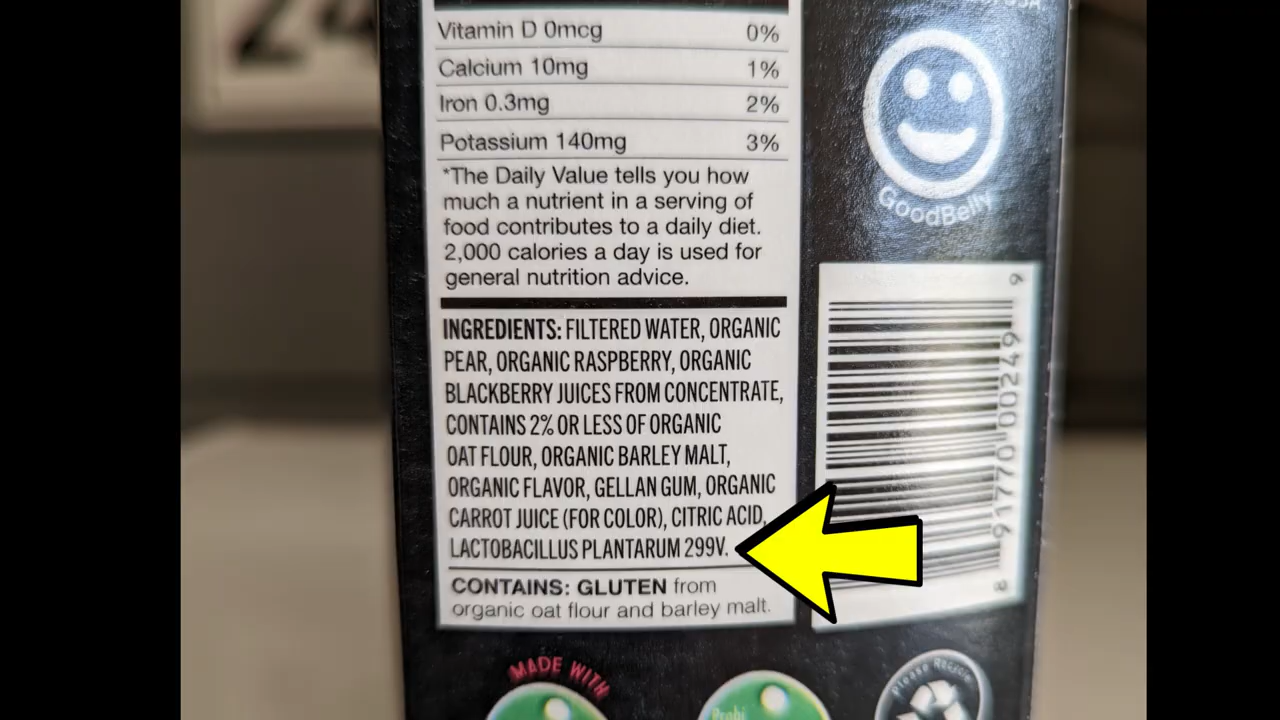 Vitamin D 0mcg 0%
Calcium 10mg 1%
Iron 0.3mg 2%
Potassium 140mg 3%
*The Daily Value tells you how
much a nutrient in a serving of
food contributes to a daily diet.
2,000 calories a day is used for
general nutrition advice.
INGREDIENTS: FILTERED WATER, ORGANIC
PEAR, ORGANIC RASPBERRY, ORGANIC
BLACKBERRY JUICES FROM CONCENTRATE,
CONTAINS 2% OR LESS OF ORGANIC
OAT FLOUR, ORGANIC BARLEY MALT,
ORGANIC FLAVOR, GELLAN GUM, ORGANIC
CARROT JUICE (FOR COLOR), CITRIC ACID,
LACTOBACILLUS PLANTARUM 299V.
CONTAINS: GLUTEN from
organic oat flour and barley malt.
GoodBelly
8 91770 00249 9
MADE WITH
Probi
Please Recycle